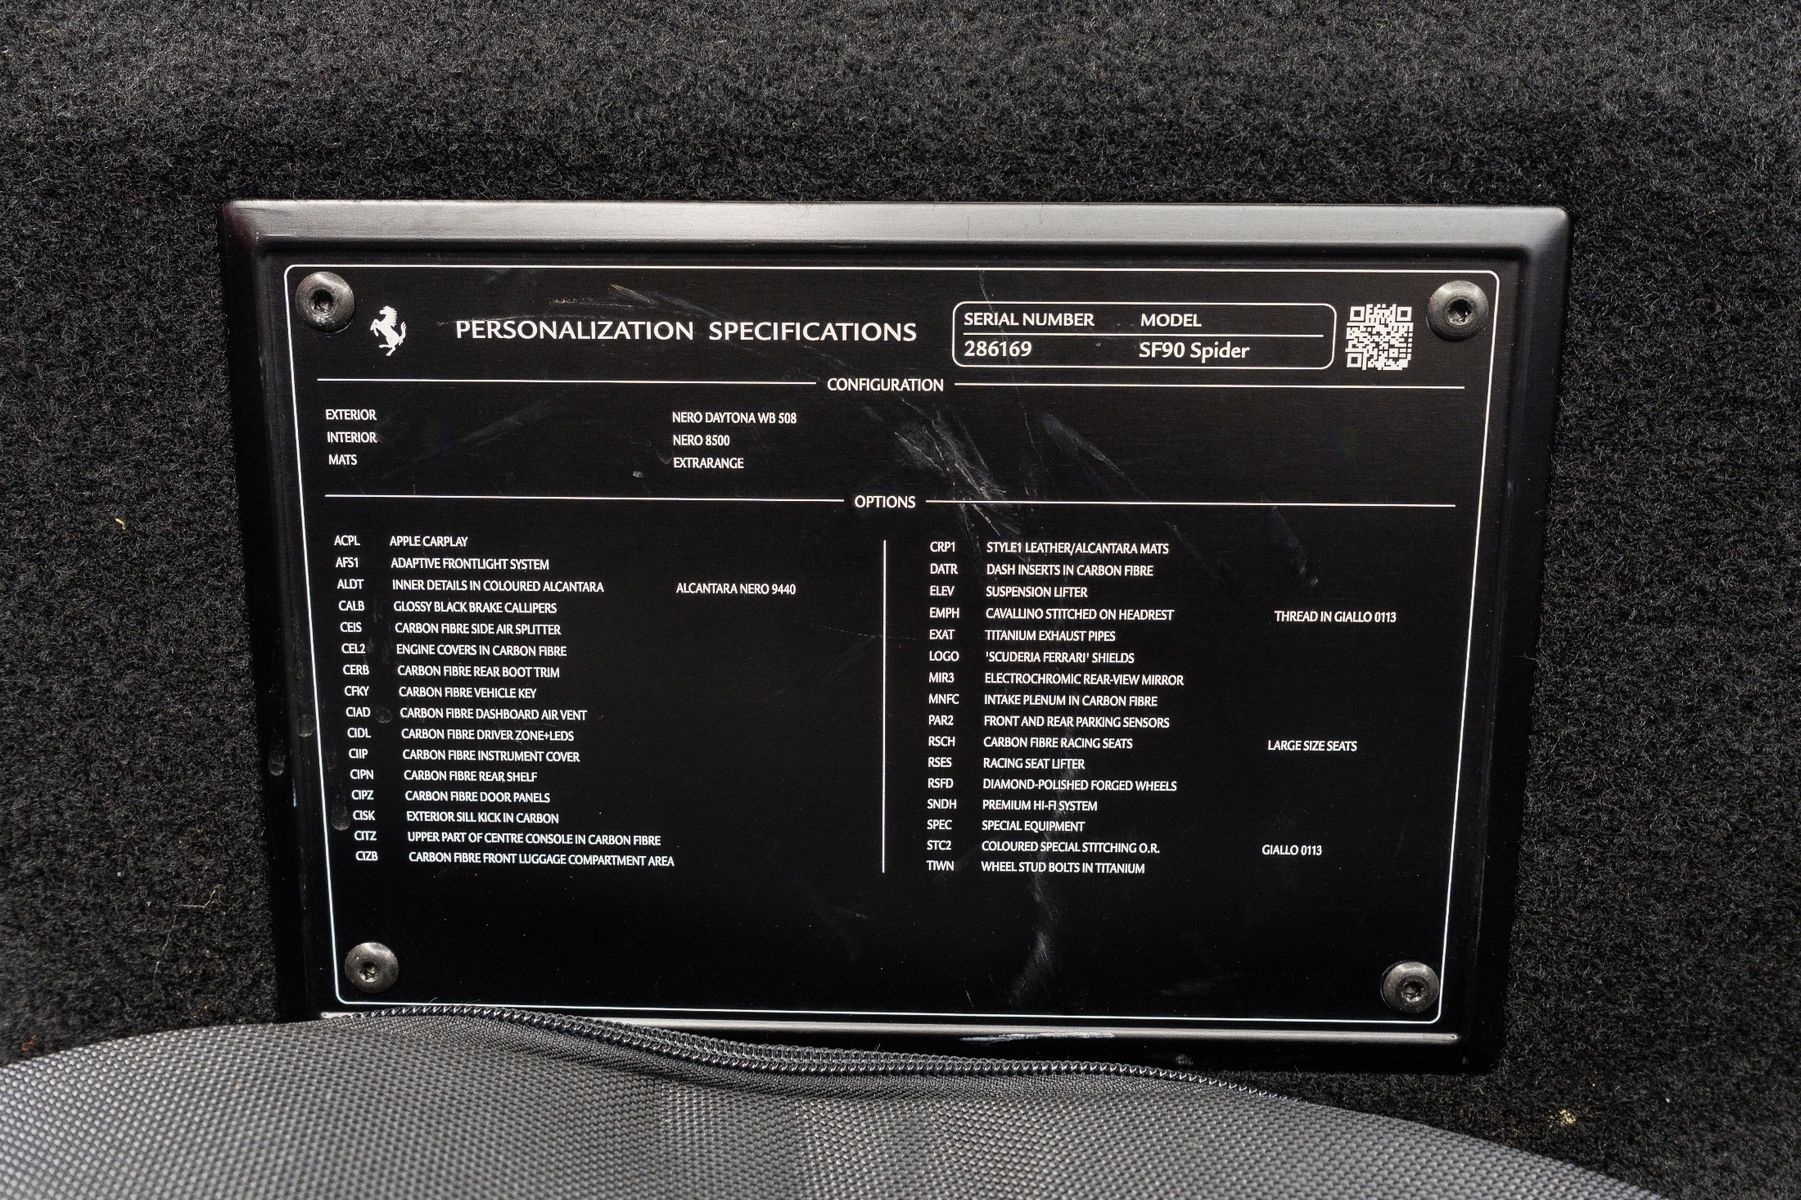 PERSONALIZATION SPECIFICATIONS
SERIAL NUMBER MODEL
286169 SF90 Spider
CONFIGURATION
EXTERIOR NERO DAYTONA WB 508
INTERIOR NERO 8500
MATS EXTRARANGE
OPTIONS
ACPL APPLE CARPLAY
AFS1 ADAPTIVE FRONTLIGHT SYSTEM
ALDT INNER DETAILS IN COLOURED ALCANTARA ALCANTARA NERO 9440
CALB GLOSSY BLACK BRAKE CALLIPERS
CEIS CARBON FIBRE SIDE AIR SPLITTER
CEL2 ENGINE COVERS IN CARBON FIBRE
CERB CARBON FIBRE REAR BOOT TRIM
CFKY CARBON FIBRE VEHICLE KEY
CIAD CARBON FIBRE DASHBOARD AIR VENT
CIDL CARBON FIBRE DRIVER ZONE+LEDS
CIIP CARBON FIBRE INSTRUMENT COVER
CIPN CARBON FIBRE REAR SHELF
CIPZ CARBON FIBRE DOOR PANELS
CISK EXTERIOR SILL KICK IN CARBON
CITZ UPPER PART OF CENTRE CONSOLE IN CARBON FIBRE
CIZB CARBON FIBRE FRONT LUGGAGE COMPARTMENT AREA
CRP1 STYLE1 LEATHER/ALCANTARA MATS
DATR DASH INSERTS IN CARBON FIBRE
ELEV SUSPENSION LIFTER
EMPH CAVALLINO STITCHED ON HEADREST THREAD IN GIALLO 0113
EXAT TITANIUM EXHAUST PIPES
LOGO 'SCUDERIA FERRARI' SHIELDS
MIR3 ELECTROCHROMIC REAR-VIEW MIRROR
MNFC INTAKE PLENUM IN CARBON FIBRE
PAR2 FRONT AND REAR PARKING SENSORS
RSCH CARBON FIBRE RACING SEATS LARGE SIZE SEATS
RSES RACING SEAT LIFTER
RSFD DIAMOND-POLISHED FORGED WHEELS
SNDH PREMIUM HI-FI SYSTEM
SPEC SPECIAL EQUIPMENT
STC2 COLOURED SPECIAL STITCHING O.R. GIALLO 0113
TIWN WHEEL STUD BOLTS IN TITANIUM